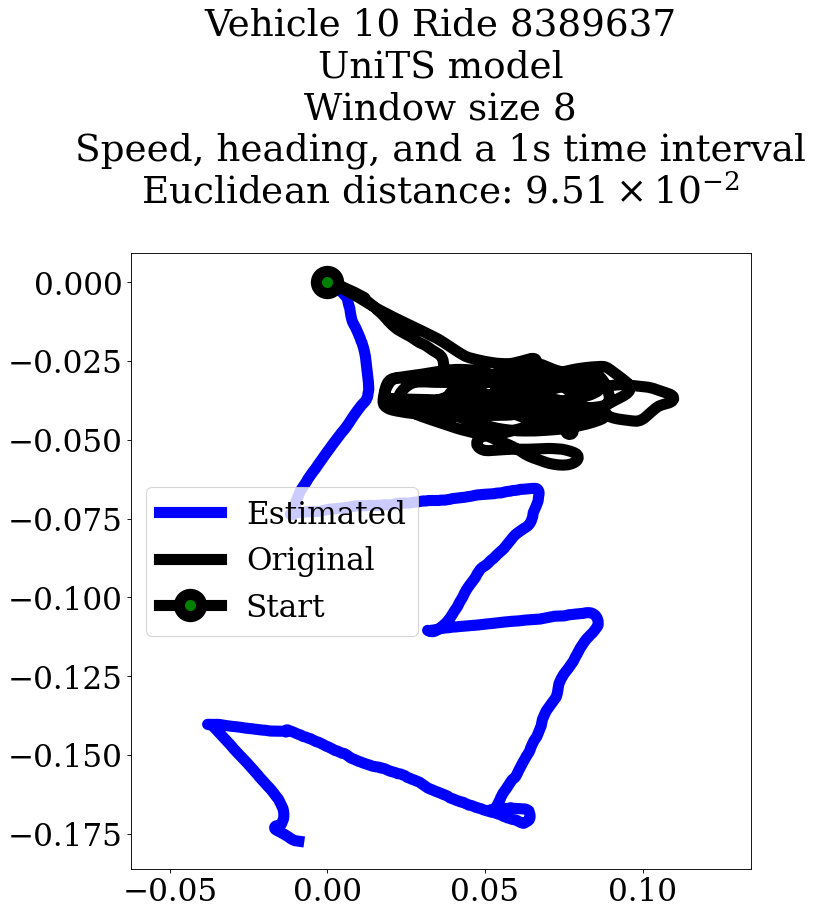 Vehicle 10 Ride 8389637
UniTS model
Window size 8
Speed, heading, and a 1s time interval
Euclidean distance: 9.51 × 10⁻²
0.000
−0.025
−0.050
−0.075
−0.100
−0.125
−0.150
−0.175
Estimated
Original
Start
−0.05
0.00
0.05
0.10